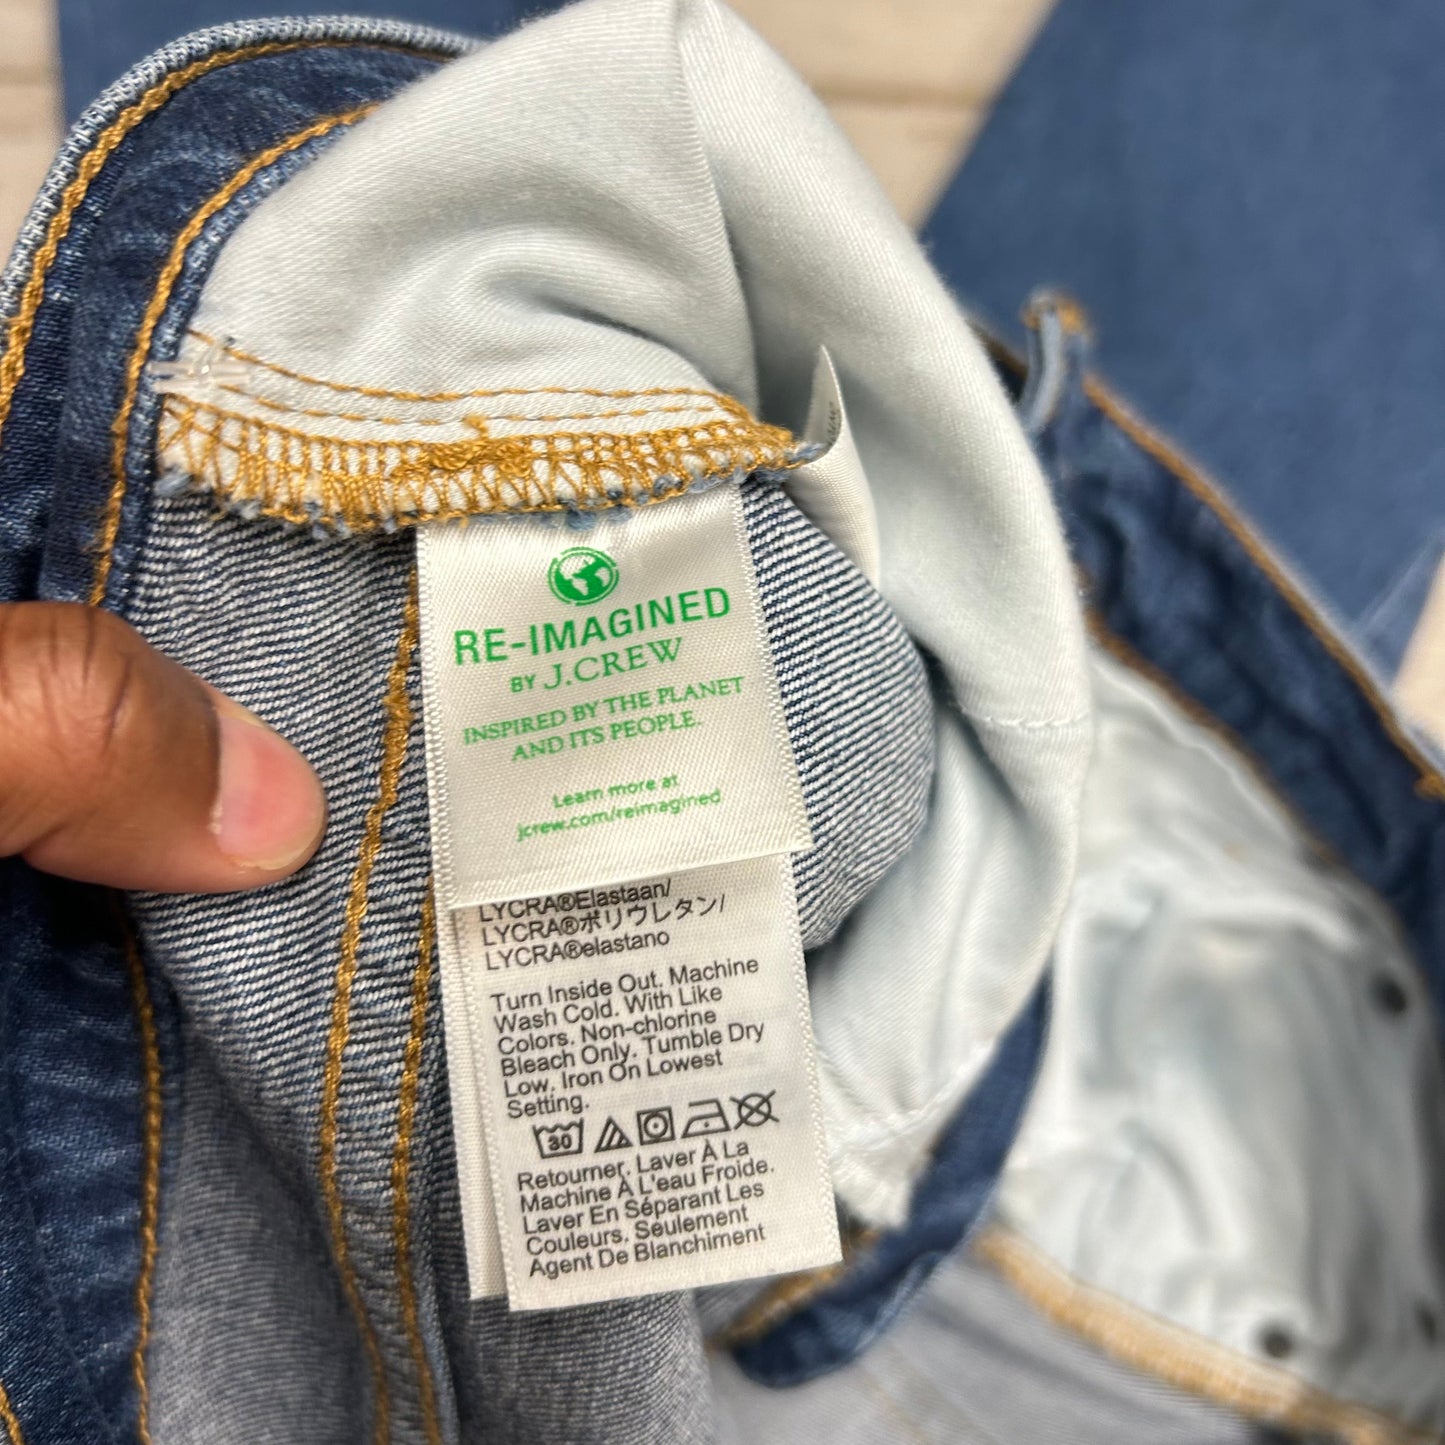 RE-IMAGINED
BY J.CREW
INSPIRED BY THE PLANET
AND ITS PEOPLE.
Learn more at
jcrew.com/reimagined
LYCRA®Elastaan/
LYCRA®ポリウレタン/
LYCRA®elastano
Turn Inside Out. Machine
Wash Cold. With Like
Colors. Non-chlorine
Bleach Only. Tumble Dry
Low. Iron On Lowest
Setting.
30
Retourner. Laver À La
Machine À L'eau Froide.
Laver En Séparant Les
Couleurs. Seulement
Agent De Blanchiment